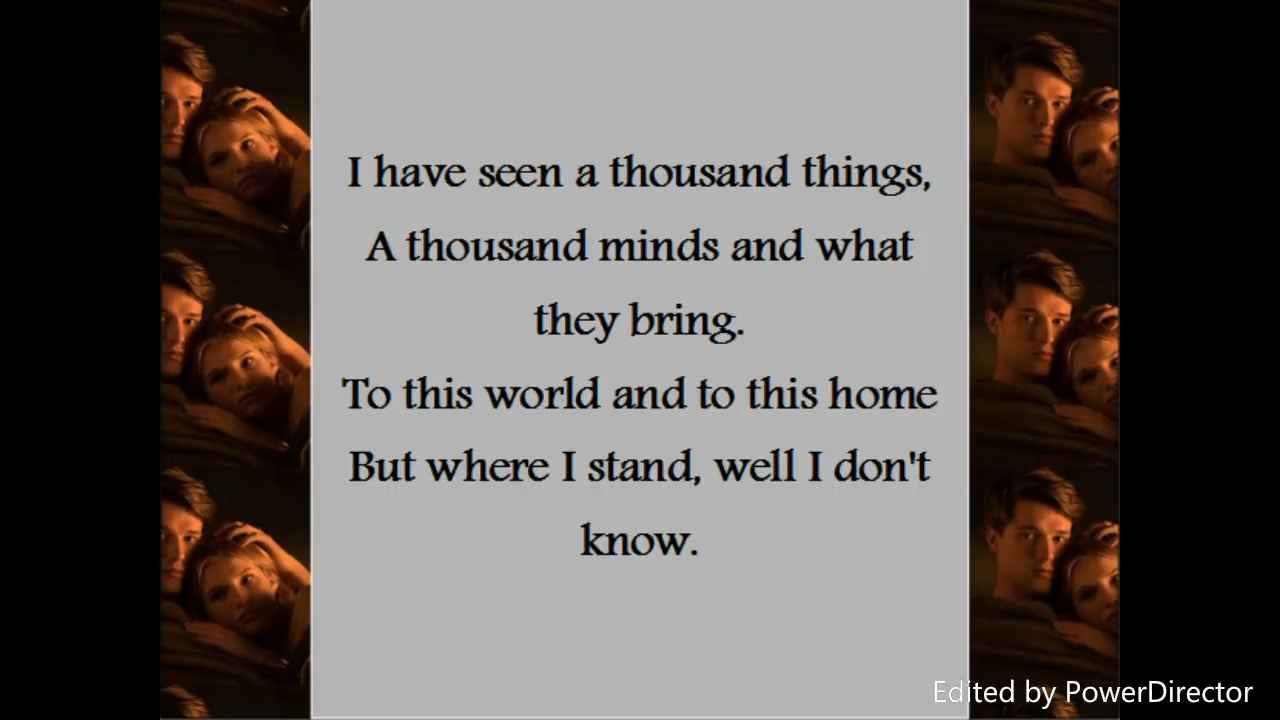 I have seen a thousand things,
A thousand minds and what
they bring.
To this world and to this home
But where I stand, well I don't
know.
Edited by PowerDirector